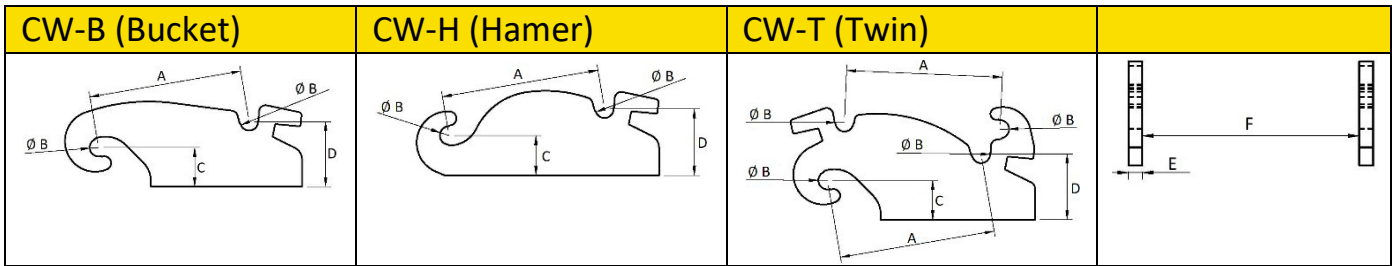 CW-B (Bucket)
CW-H (Hamer)
CW-T (Twin)
A
Ø B
Ø B
C
D
A
Ø B
Ø B
C
D
A
Ø B
Ø B
Ø B
Ø B
C
D
A
F
E